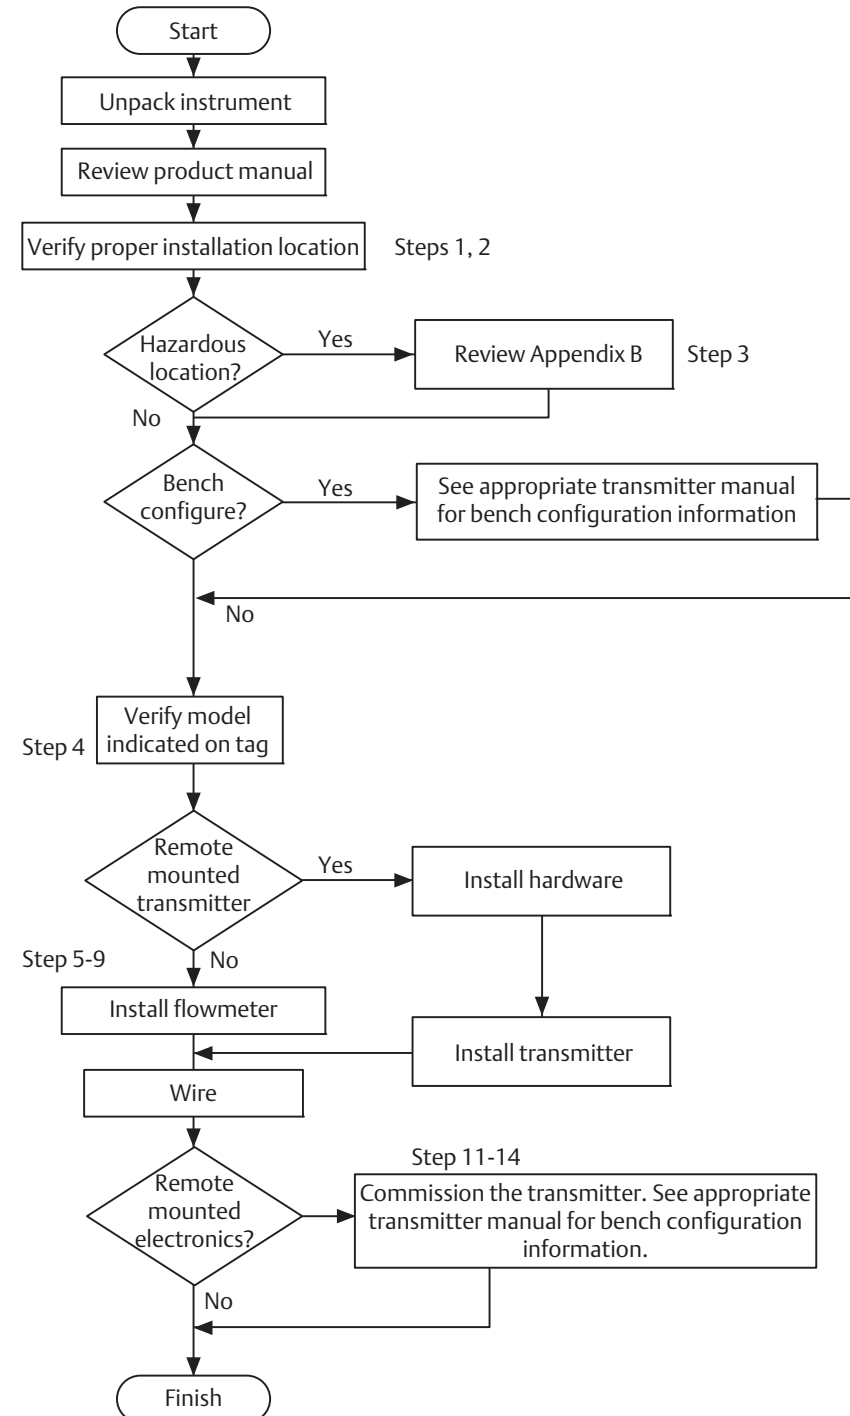 Start
Unpack instrument
Review product manual
Verify proper installation location
Steps 1, 2
Hazardous
location?
Yes
Review Appendix B
Step 3
No
Bench
configure?
Yes
See appropriate transmitter manual
for bench configuration information
No
Verify model
indicated on tag
Step 4
Remote
mounted
transmitter
Yes
Install hardware
Step 5-9
No
Install flowmeter
Install transmitter
Wire
Step 11-14
Remote
mounted
electronics?
Commission the transmitter. See appropriate
transmitter manual for bench configuration
information.
No
Finish